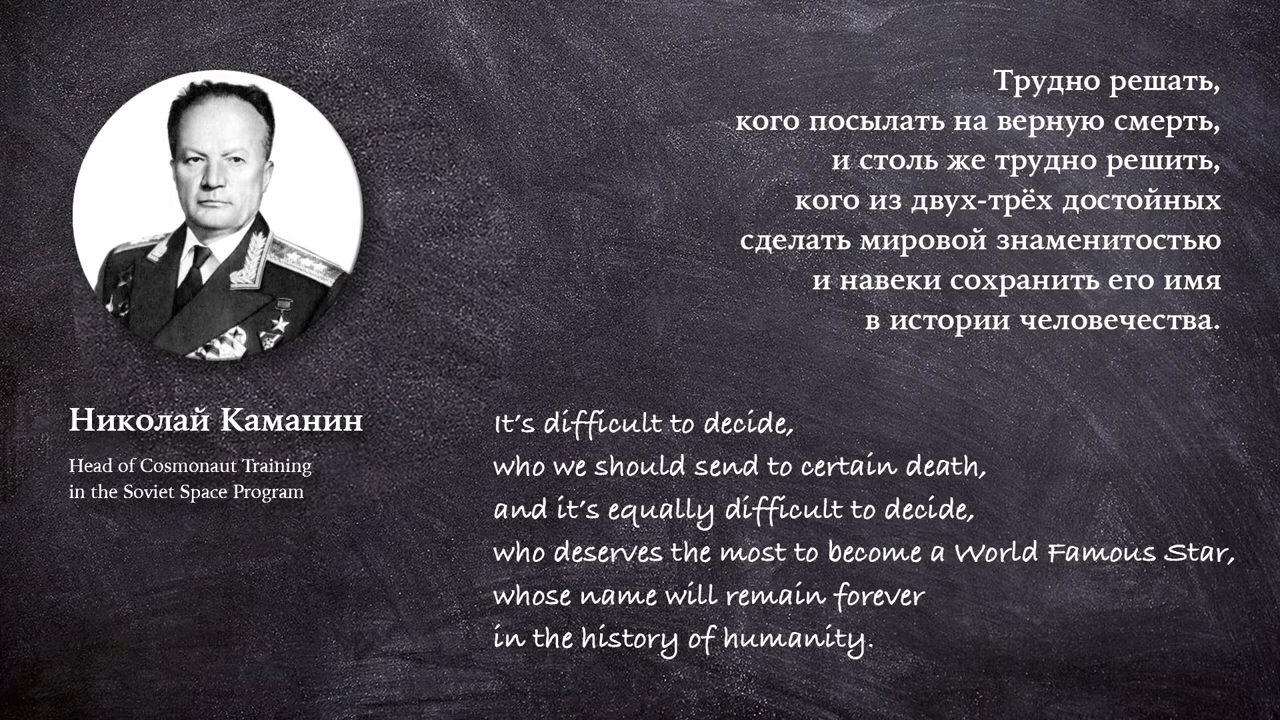 Трудно решать,
кого посылать на верную смерть,
и столь же трудно решить,
кого из двух-трёх достойных
сделать мировой знаменитостью
и навеки сохранить его имя
в истории человечества.
Николай Каманин
Head of Cosmonaut Training
in the Soviet Space Program
It's difficult to decide,
who we should send to certain death,
and it's equally difficult to decide,
who deserves the most to become a World Famous Star,
whose name will remain forever
in the history of humanity.